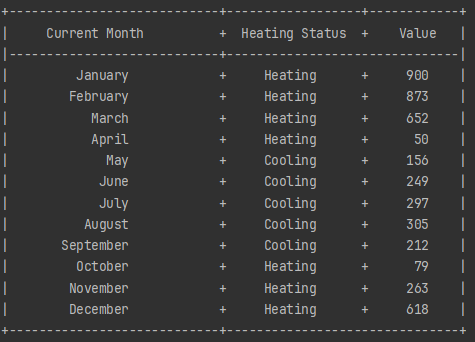 +---------------------------+-----------------+------------+
|     Current Month         +  Heating Status  +    Value   |
|---------------------------+------------------------------|
|         January           +     Heating     +     900    |
|        February           +     Heating     +     873    |
|           March           +     Heating     +     652    |
|           April           +     Heating     +      50    |
|             May           +     Cooling     +     156    |
|            June           +     Cooling     +     249    |
|            July           +     Cooling     +     297    |
|          August           +     Cooling     +     305    |
|       September           +     Cooling     +     212    |
|         October           +     Heating     +      79    |
|        November           +     Heating     +     263    |
|        December           +     Heating     +     618    |
+---------------------------+------------------------------+